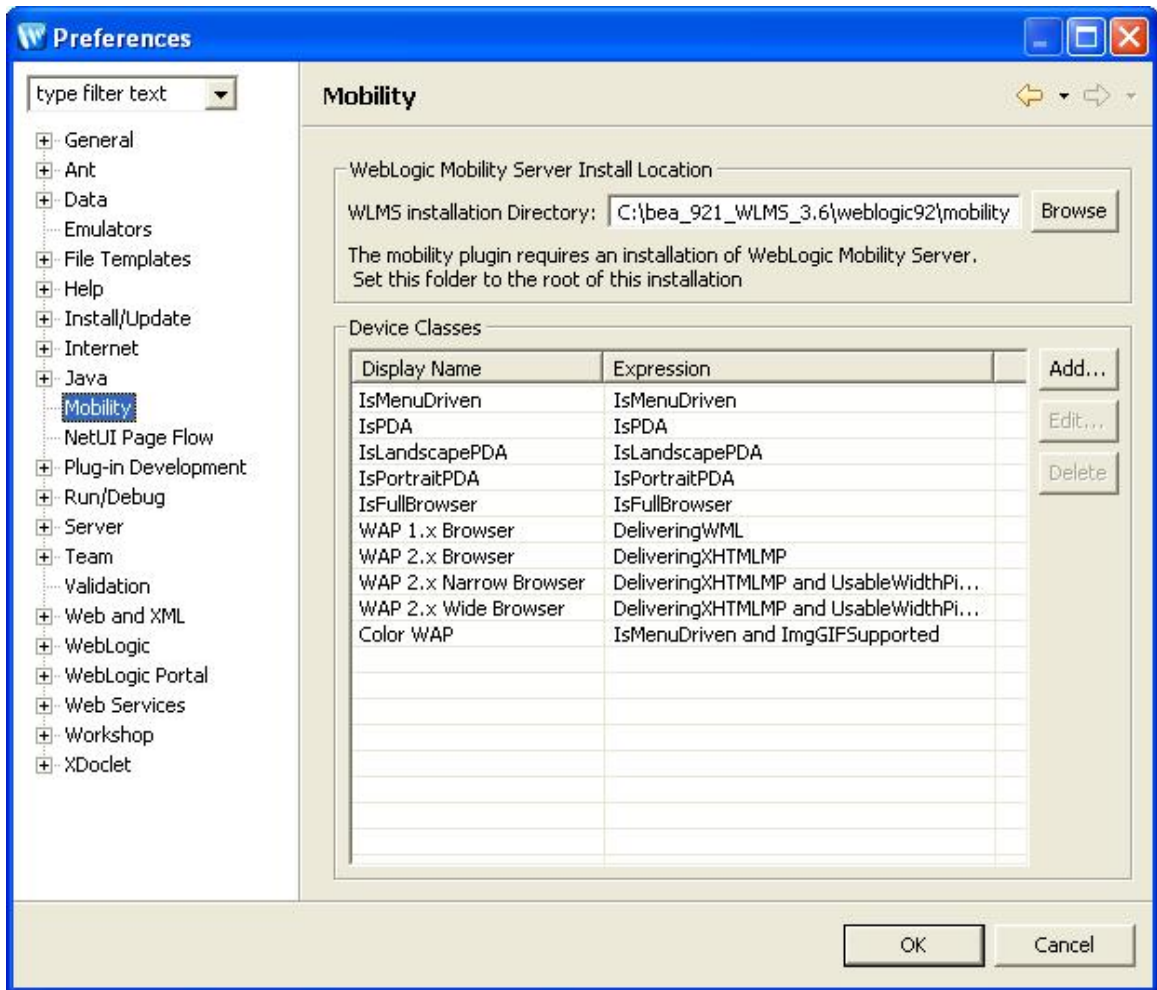 Preferences
type filter text
General
Ant
Data
Emulators
File Templates
Help
Install/Update
Internet
Java
Mobility
NetUI Page Flow
Plug-in Development
Run/Debug
Server
Team
Validation
Web and XML
WebLogic
WebLogic Portal
Web Services
Workshop
XDoclet
Mobility
WebLogic Mobility Server Install Location
WLMS installation Directory: C:\bea_921_WLMS_3.6\weblogic92\mobility Browse
The mobility plugin requires an installation of WebLogic Mobility Server.
Set this folder to the root of this installation
Device Classes
Display Name Expression
IsMenuDriven IsMenuDriven
IsPDA IsPDA
IsLandscapePDA IsLandscapePDA
IsPortraitPDA IsPortraitPDA
IsFullBrowser IsFullBrowser
WAP 1.x Browser DeliveringWML
WAP 2.x Browser DeliveringXHTMLMP
WAP 2.x Narrow Browser DeliveringXHTMLMP and UsableWidthPi...
WAP 2.x Wide Browser DeliveringXHTMLMP and UsableWidthPi...
Color WAP IsMenuDriven and ImgGIFSupported
Add...
Edit...
Delete
OK Cancel